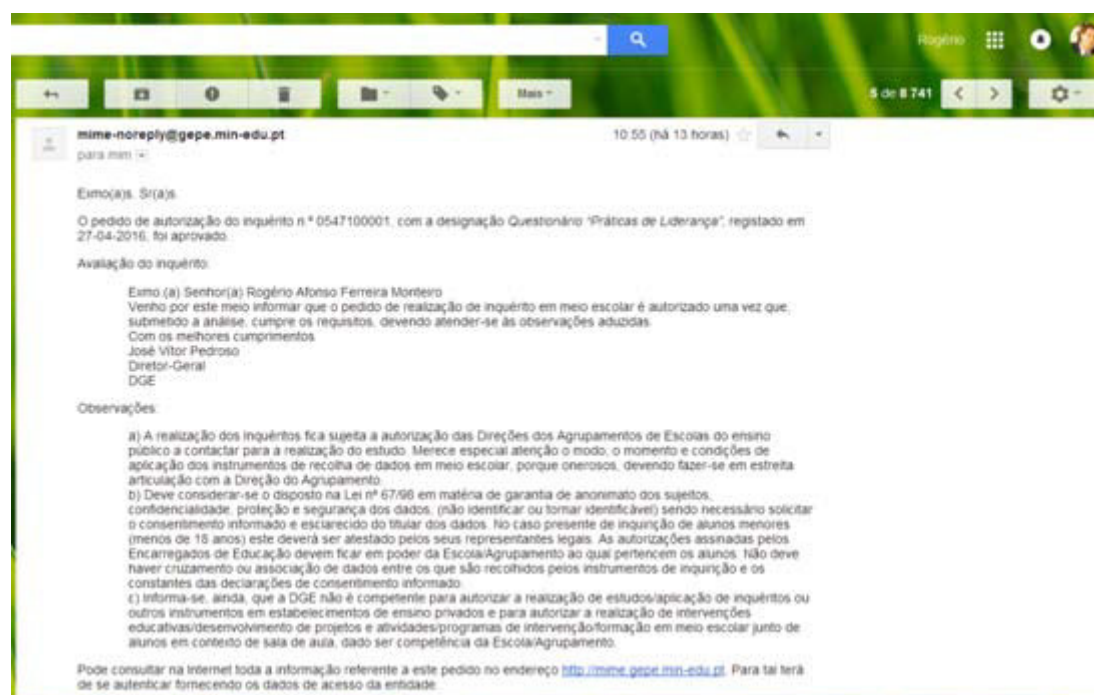 Rogério
Mais
5 de 8 741
mime-noreply@gepe.min-edu.pt
10:55 (há 13 horas)
para mim
Exmo(a)s. Sr(a)s.
O pedido de autorização do inquérito n.º 0547100001, com a designação Questionário "Práticas de Liderança", registado em
27-04-2016, foi aprovado.
Avaliação do inquérito:
Exmo.(a) Senhor(a) Rogério Afonso Ferreira Monteiro
Venho por este meio informar que o pedido de realização de inquérito em meio escolar é autorizado uma vez que,
submetido a análise, cumpre os requisitos, devendo atender-se às observações aduzidas.
Com os melhores cumprimentos
José Vítor Pedroso
Diretor-Geral
DGE
Observações:
a) A realização dos Inquéritos fica sujeita a autorização das Direções dos Agrupamentos de Escolas do ensino
público a contactar para a realização do estudo. Merece especial atenção o modo, o momento e condições de
aplicação dos instrumentos de recolha de dados em meio escolar, porque onerosos, devendo fazer-se em estreita
articulação com a Direção do Agrupamento.
b) Deve considerar-se o disposto na Lei nº 67/98 em matéria de garantia de anonimato dos sujeitos,
confidencialidade, proteção e segurança dos dados, (não identificar ou tornar identificável) sendo necessário solicitar
o consentimento informado e esclarecido do titular dos dados. No caso presente de inquirição de alunos menores
(menos de 18 anos) este deverá ser atestado pelos seus representantes legais. As autorizações assinadas pelos
Encarregados de Educação devem ficar em poder da Escola/Agrupamento ao qual pertencem os alunos. Não deve
haver cruzamento ou associação de dados entre os que são recolhidos pelos instrumentos de inquirição e os
constantes das declarações de consentimento informado.
c) Informa-se, ainda, que a DGE não é competente para autorizar a realização de estudos/aplicação de inquéritos ou
outros instrumentos em estabelecimentos de ensino privados e para autorizar a realização de intervenções
educativas/desenvolvimento de projetos e atividades/programas de intervenção/formação em meio escolar junto de
alunos em contexto de sala de aula, dado ser competência da Escola/Agrupamento.
Pode consultar na Internet toda a informação referente a este pedido no endereço http://mime.gepe.min-edu.pt. Para tal terá
de se autenticar fornecendo os dados de acesso da entidade.